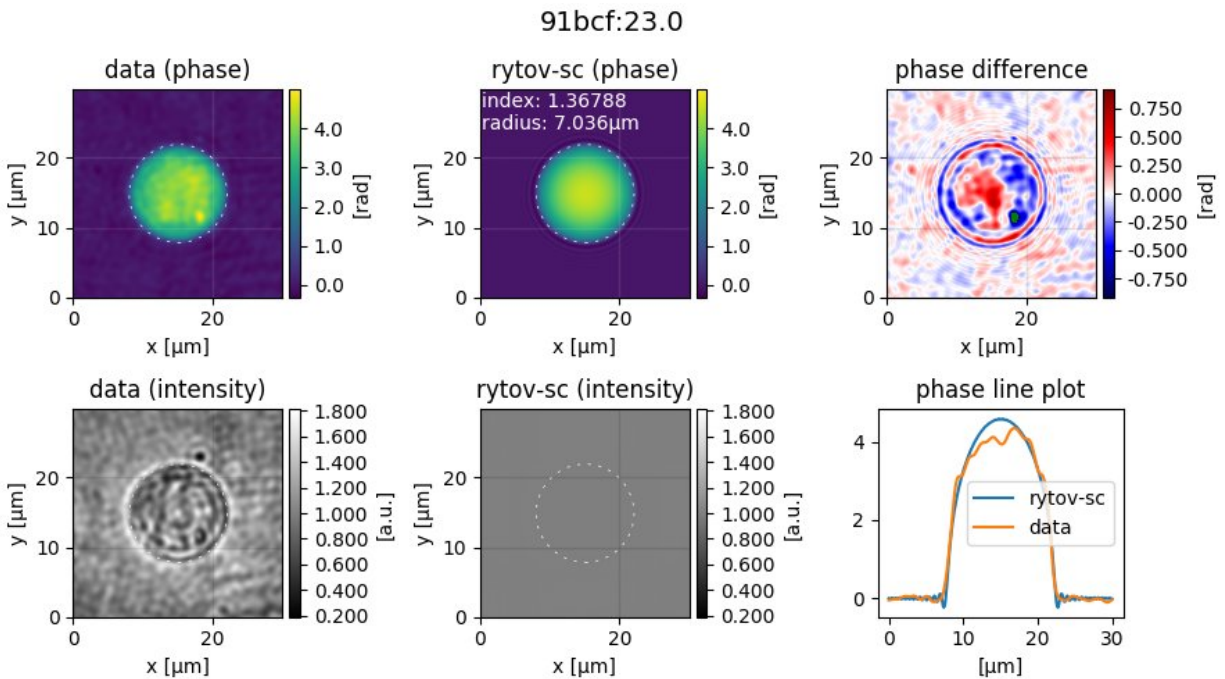 91bcf:23.0
data (phase)
rytov-sc (phase)
phase difference
y [µm]
20
10
0
0
20
x [µm]
4.0
3.0
2.0
1.0
0.0
[rad]
index: 1.36788
radius: 7.036µm
y [µm]
20
10
0
0
20
x [µm]
4.0
3.0
2.0
1.0
0.0
[rad]
y [µm]
20
10
0
0
20
x [µm]
0.750
0.500
0.250
0.000
-0.250
-0.500
-0.750
[rad]
data (intensity)
rytov-sc (intensity)
phase line plot
y [µm]
20
10
0
0
20
x [µm]
1.800
1.600
1.400
1.200
1.000
0.800
0.600
0.400
0.200
[a.u.]
y [µm]
20
10
0
0
20
x [µm]
1.800
1.600
1.400
1.200
1.000
0.800
0.600
0.400
0.200
[a.u.]
4
2
0
rytov-sc
data
0
10
20
30
[µm]